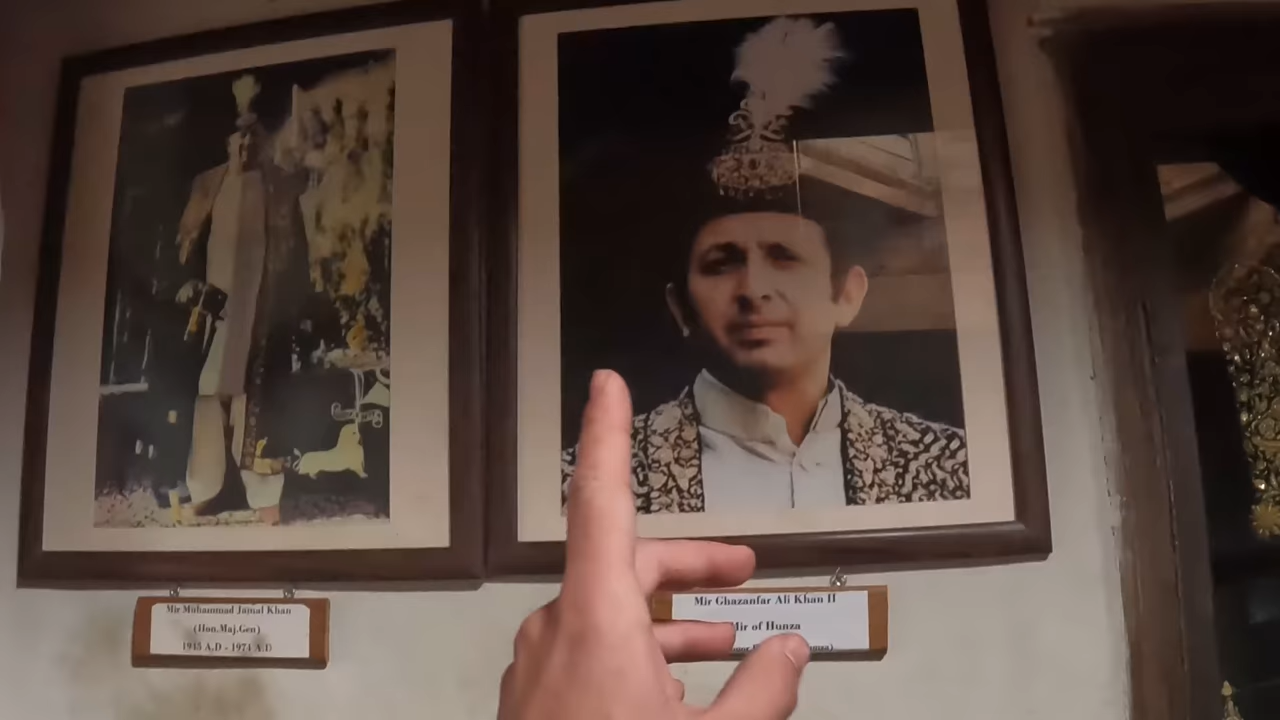 Mir Muhammad Jamal Khan
(Hon.Maj.Gen)
1945 A.D - 1974 A.D
Mir Ghazanfar Ali Khan II
Mir of Hunza